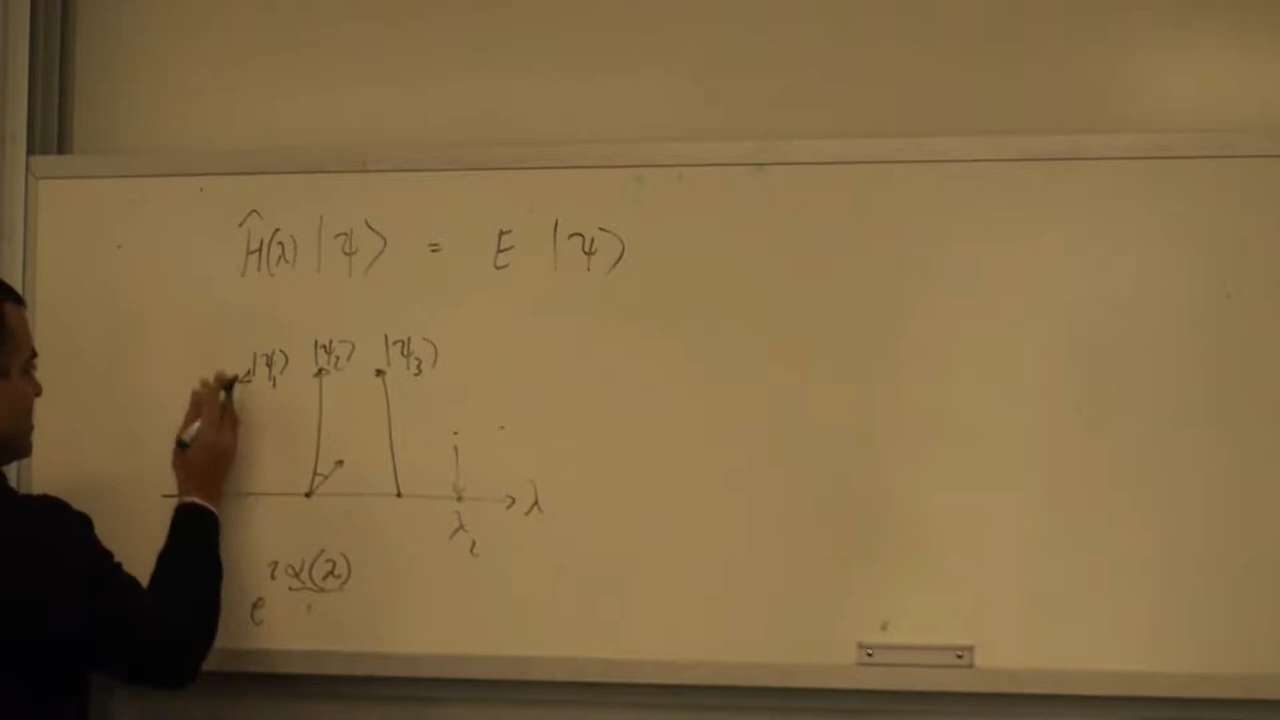 Ĥ(λ) |ψ⟩ = E |ψ⟩
|ψ₁⟩ |ψ₂⟩ |ψ₃⟩
λ
λ₂
e^{iα(λ)}